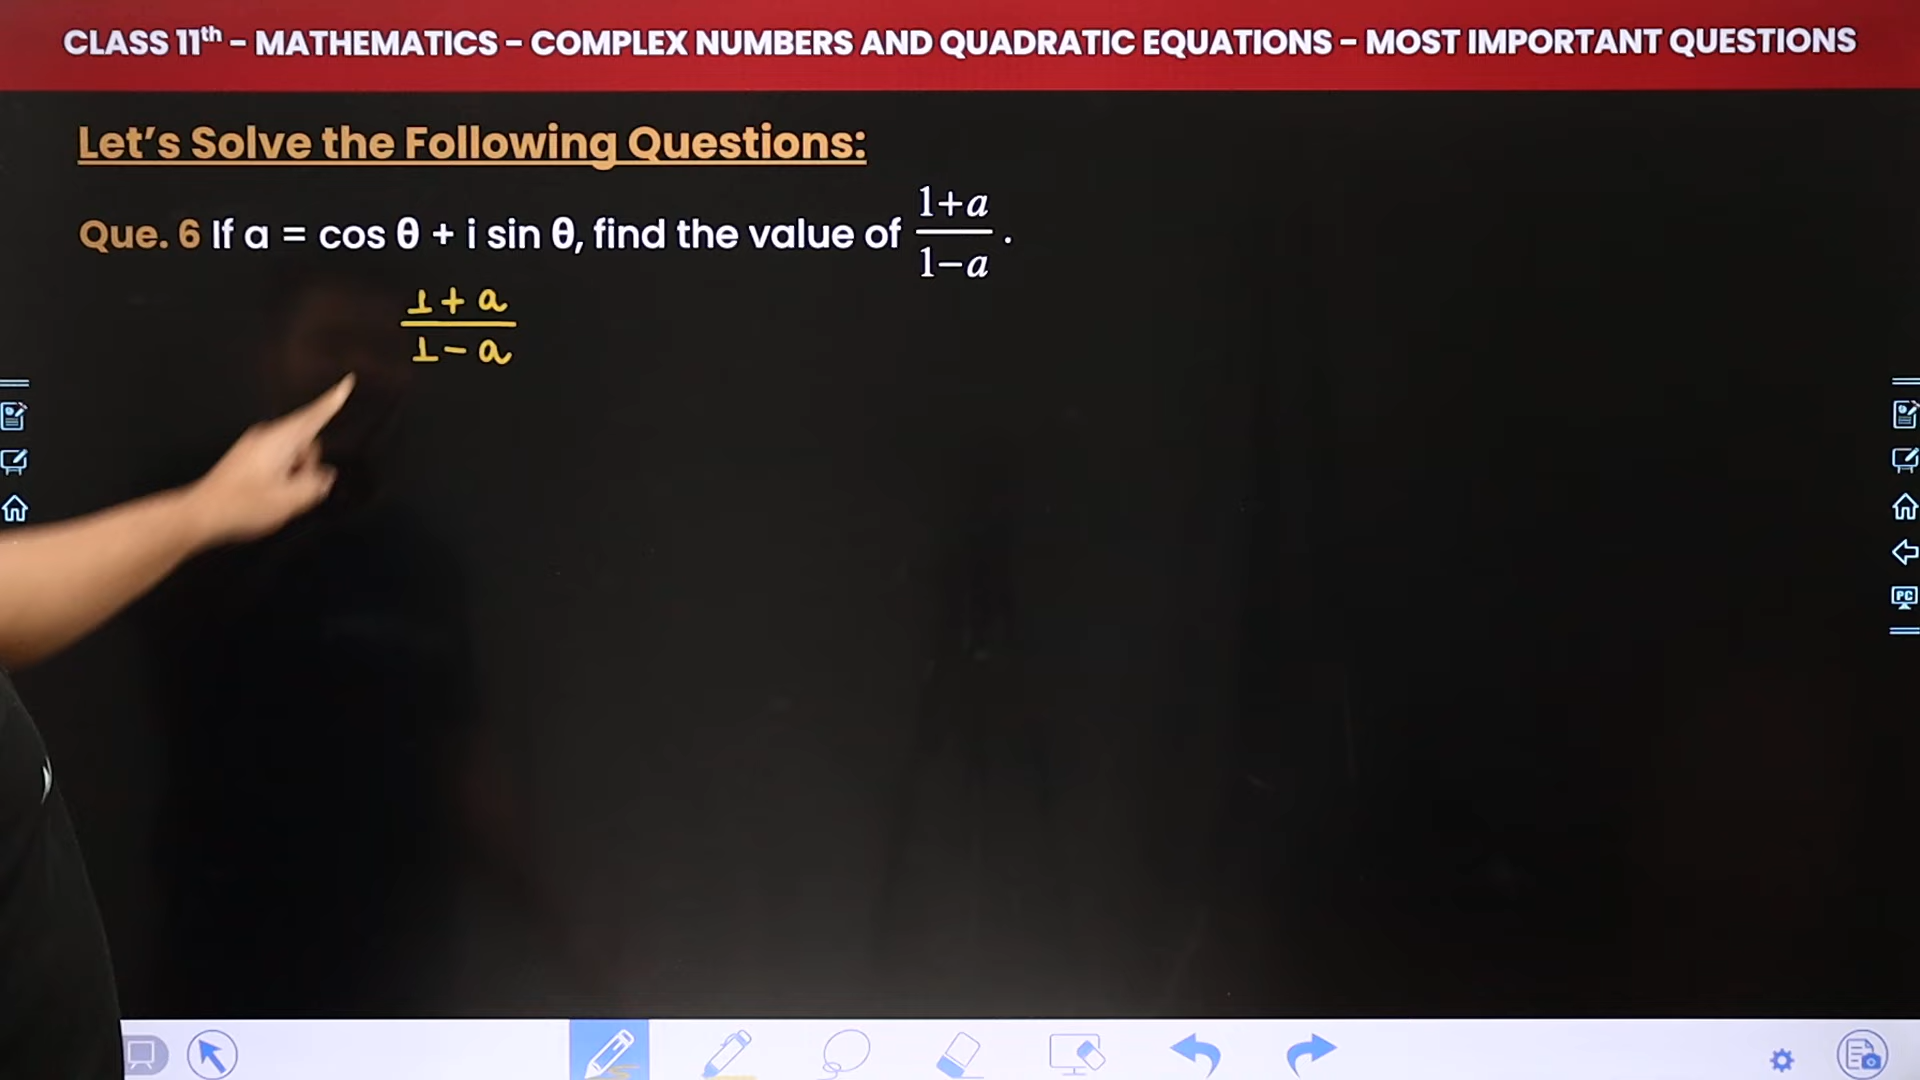 CLASS 11th - MATHEMATICS - COMPLEX NUMBERS AND QUADRATIC EQUATIONS - MOST IMPORTANT QUESTIONS
Let's Solve the Following Questions:
Que. 6 If a = cos θ + i sin θ, find the value of (1+a)/(1−a) .
1 + a
1 - a
PC